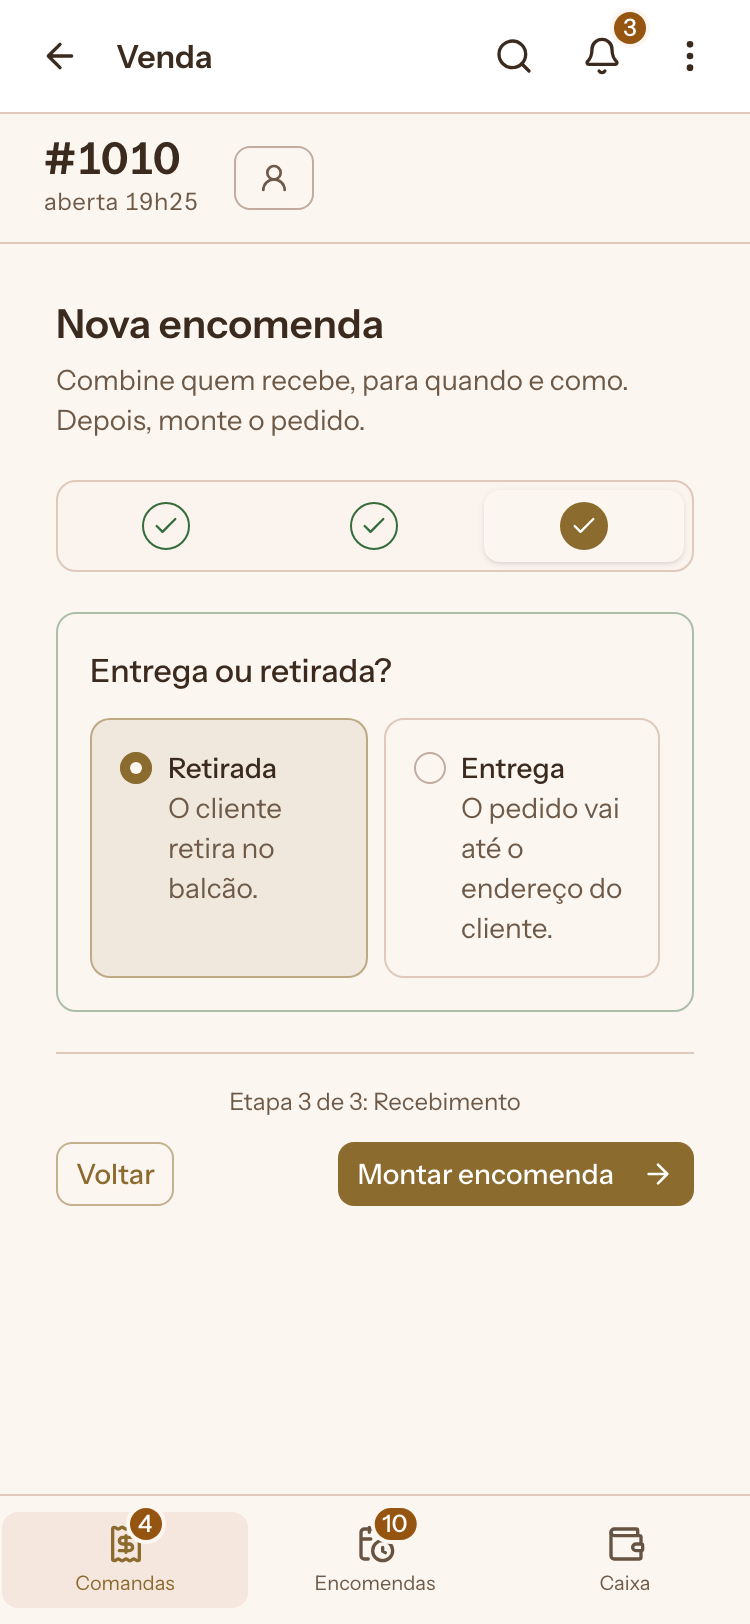 Venda
3
#1010
aberta 19h25
Nova encomenda
Combine quem recebe, para quando e como.
Depois, monte o pedido.
Entrega ou retirada?
Retirada
O cliente
retira no
balcão.
Entrega
O pedido vai
até o
endereço do
cliente.
Etapa 3 de 3: Recebimento
Voltar
Montar encomenda
4
Comandas
10
Encomendas
Caixa